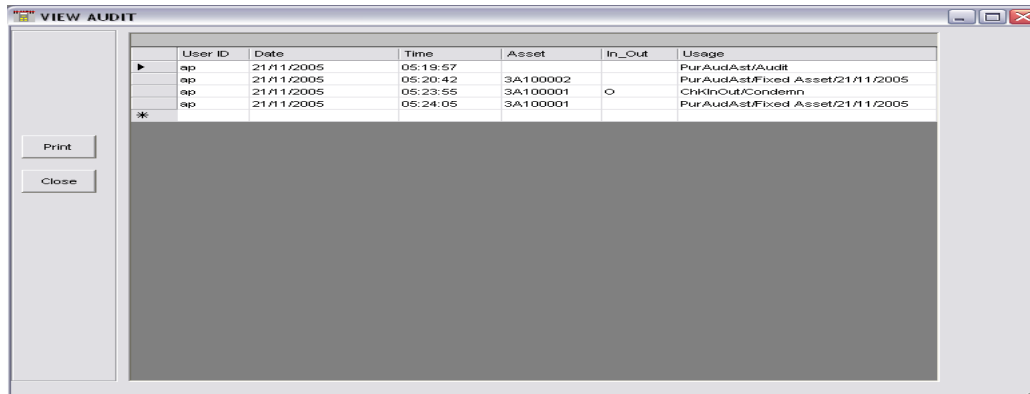 VIEW AUDIT
User ID Date Time Asset In_Out Usage
ap 21/11/2005 05:19:57 PurAudAst/Audit
ap 21/11/2005 05:20:42 3A100002 PurAudAst/Fixed Asset/21/11/2005
ap 21/11/2005 05:23:55 3A100001 O ChkInOut/Condemn
ap 21/11/2005 05:24:05 3A100001 PurAudAst/Fixed Asset/21/11/2005
Print
Close